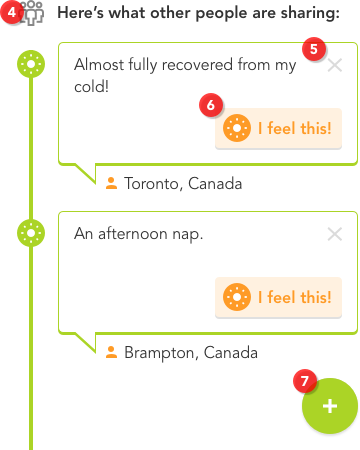 4 Here's what other people are sharing:
5
Almost fully recovered from my
cold!
6
I feel this!
Toronto, Canada
An afternoon nap.
I feel this!
Brampton, Canada
7
+